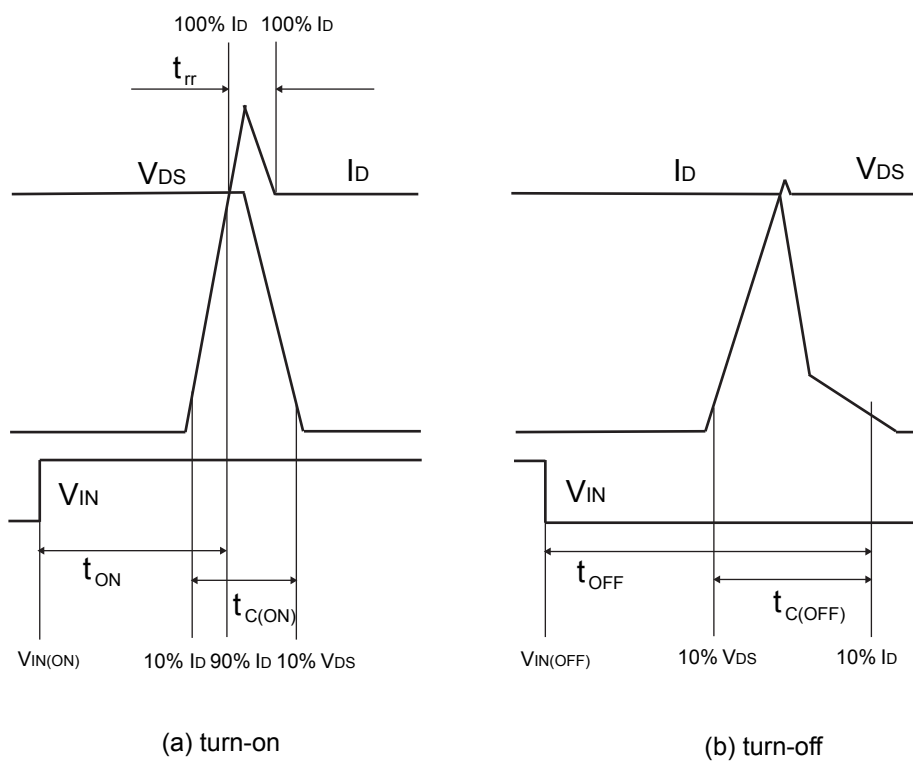 100% ID 100% ID
trr
VDS ID
VIN
tON
tC(ON)
VIN(ON) 10% ID 90% ID 10% VDS
(a) turn-on
ID VDS
VIN
tOFF
tC(OFF)
VIN(OFF) 10% VDS 10% ID
(b) turn-off